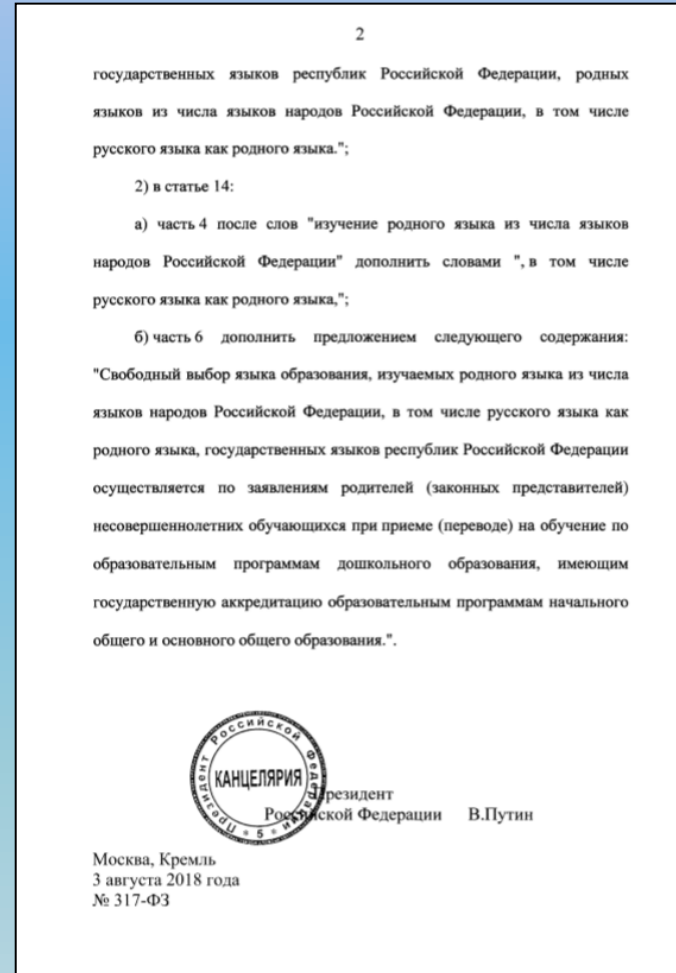 2
государственных языков республик Российской Федерации, родных
языков из числа языков народов Российской Федерации, в том числе
русского языка как родного языка.";
2) в статье 14:
а) часть 4 после слов "изучение родного языка из числа языков
народов Российской Федерации" дополнить словами ", в том числе
русского языка как родного языка,";
б) часть 6 дополнить предложением следующего содержания:
"Свободный выбор языка образования, изучаемых родного языка из числа
языков народов Российской Федерации, в том числе русского языка как
родного языка, государственных языков республик Российской Федерации
осуществляется по заявлениям родителей (законных представителей)
несовершеннолетних обучающихся при приеме (переводе) на обучение по
образовательным программам дошкольного образования, имеющим
государственную аккредитацию образовательным программам начального
общего и основного общего образования.".
Президент Российской Федерации
КАНЦЕЛЯРИЯ
* 5 *
Президент
Российской Федерации В.Путин
Москва, Кремль
3 августа 2018 года
№ 317-ФЗ